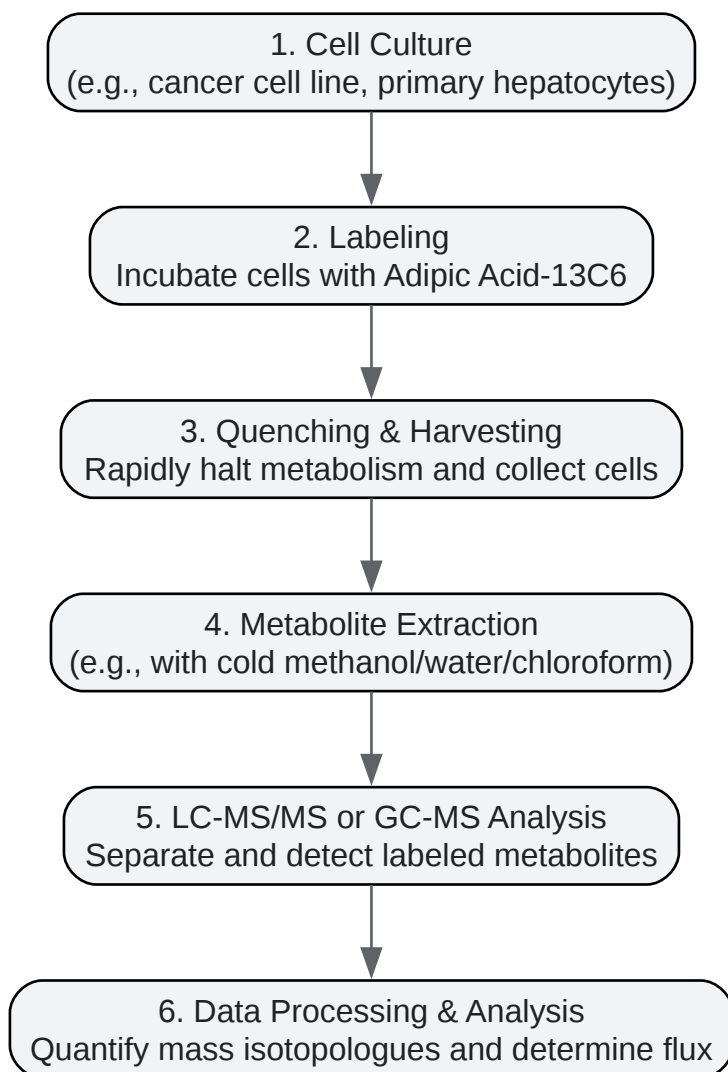 1. Cell Culture
(e.g., cancer cell line, primary hepatocytes)
2. Labeling
Incubate cells with Adipic Acid-13C6
3. Quenching & Harvesting
Rapidly halt metabolism and collect cells
4. Metabolite Extraction
(e.g., with cold methanol/water/chloroform)
5. LC-MS/MS or GC-MS Analysis
Separate and detect labeled metabolites
6. Data Processing & Analysis
Quantify mass isotopologues and determine flux